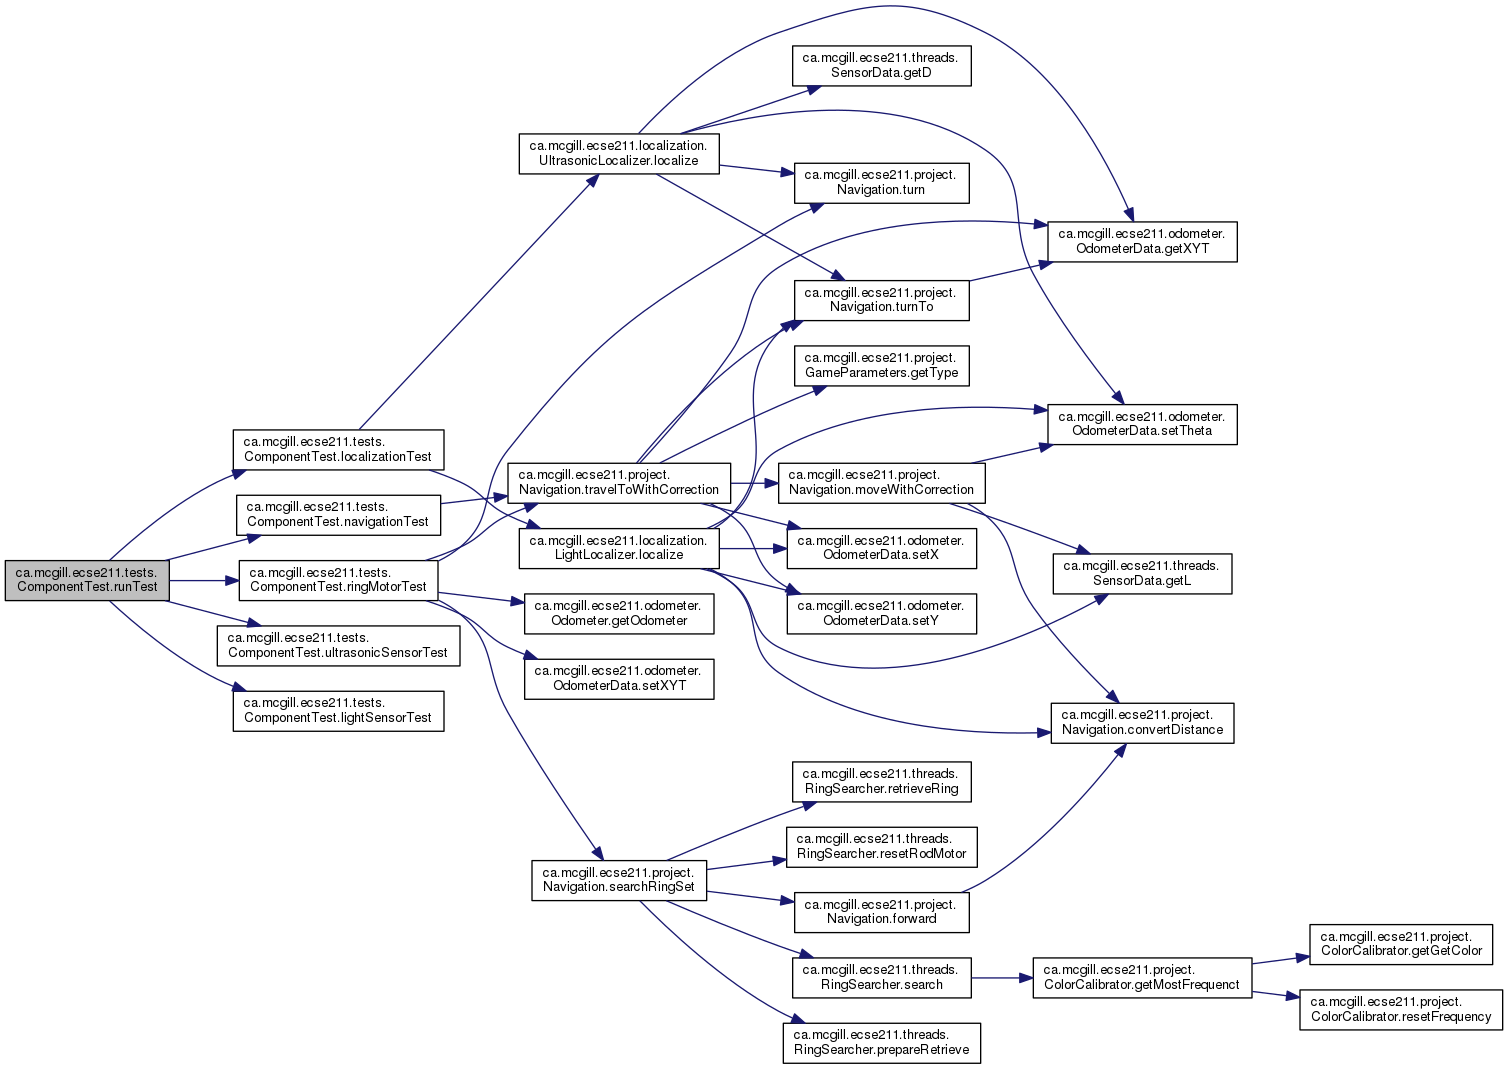 ca.mcgill.ecse211.threads.
SensorData.getD
ca.mcgill.ecse211.localization.
UltrasonicLocalizer.localize
ca.mcgill.ecse211.project.
Navigation.turn
ca.mcgill.ecse211.odometer.
OdometerData.getXYT
ca.mcgill.ecse211.project.
Navigation.turnTo
ca.mcgill.ecse211.project.
GameParameters.getType
ca.mcgill.ecse211.odometer.
OdometerData.setTheta
ca.mcgill.ecse211.tests.
ComponentTest.localizationTest
ca.mcgill.ecse211.project.
Navigation.travelToWithCorrection
ca.mcgill.ecse211.project.
Navigation.moveWithCorrection
ca.mcgill.ecse211.tests.
ComponentTest.navigationTest
ca.mcgill.ecse211.localization.
LightLocalizer.localize
ca.mcgill.ecse211.odometer.
OdometerData.setX
ca.mcgill.ecse211.threads.
SensorData.getL
ca.mcgill.ecse211.tests.
ComponentTest.runTest
ca.mcgill.ecse211.tests.
ComponentTest.ringMotorTest
ca.mcgill.ecse211.odometer.
Odometer.getOdometer
ca.mcgill.ecse211.odometer.
OdometerData.setY
ca.mcgill.ecse211.tests.
ComponentTest.ultrasonicSensorTest
ca.mcgill.ecse211.odometer.
OdometerData.setXYT
ca.mcgill.ecse211.tests.
ComponentTest.lightSensorTest
ca.mcgill.ecse211.project.
Navigation.convertDistance
ca.mcgill.ecse211.threads.
RingSearcher.retrieveRing
ca.mcgill.ecse211.threads.
RingSearcher.resetRodMotor
ca.mcgill.ecse211.project.
Navigation.searchRingSet
ca.mcgill.ecse211.project.
Navigation.forward
ca.mcgill.ecse211.project.
ColorCalibrator.getGetColor
ca.mcgill.ecse211.threads.
RingSearcher.search
ca.mcgill.ecse211.project.
ColorCalibrator.getMostFrequenct
ca.mcgill.ecse211.project.
ColorCalibrator.resetFrequency
ca.mcgill.ecse211.threads.
RingSearcher.prepareRetrieve